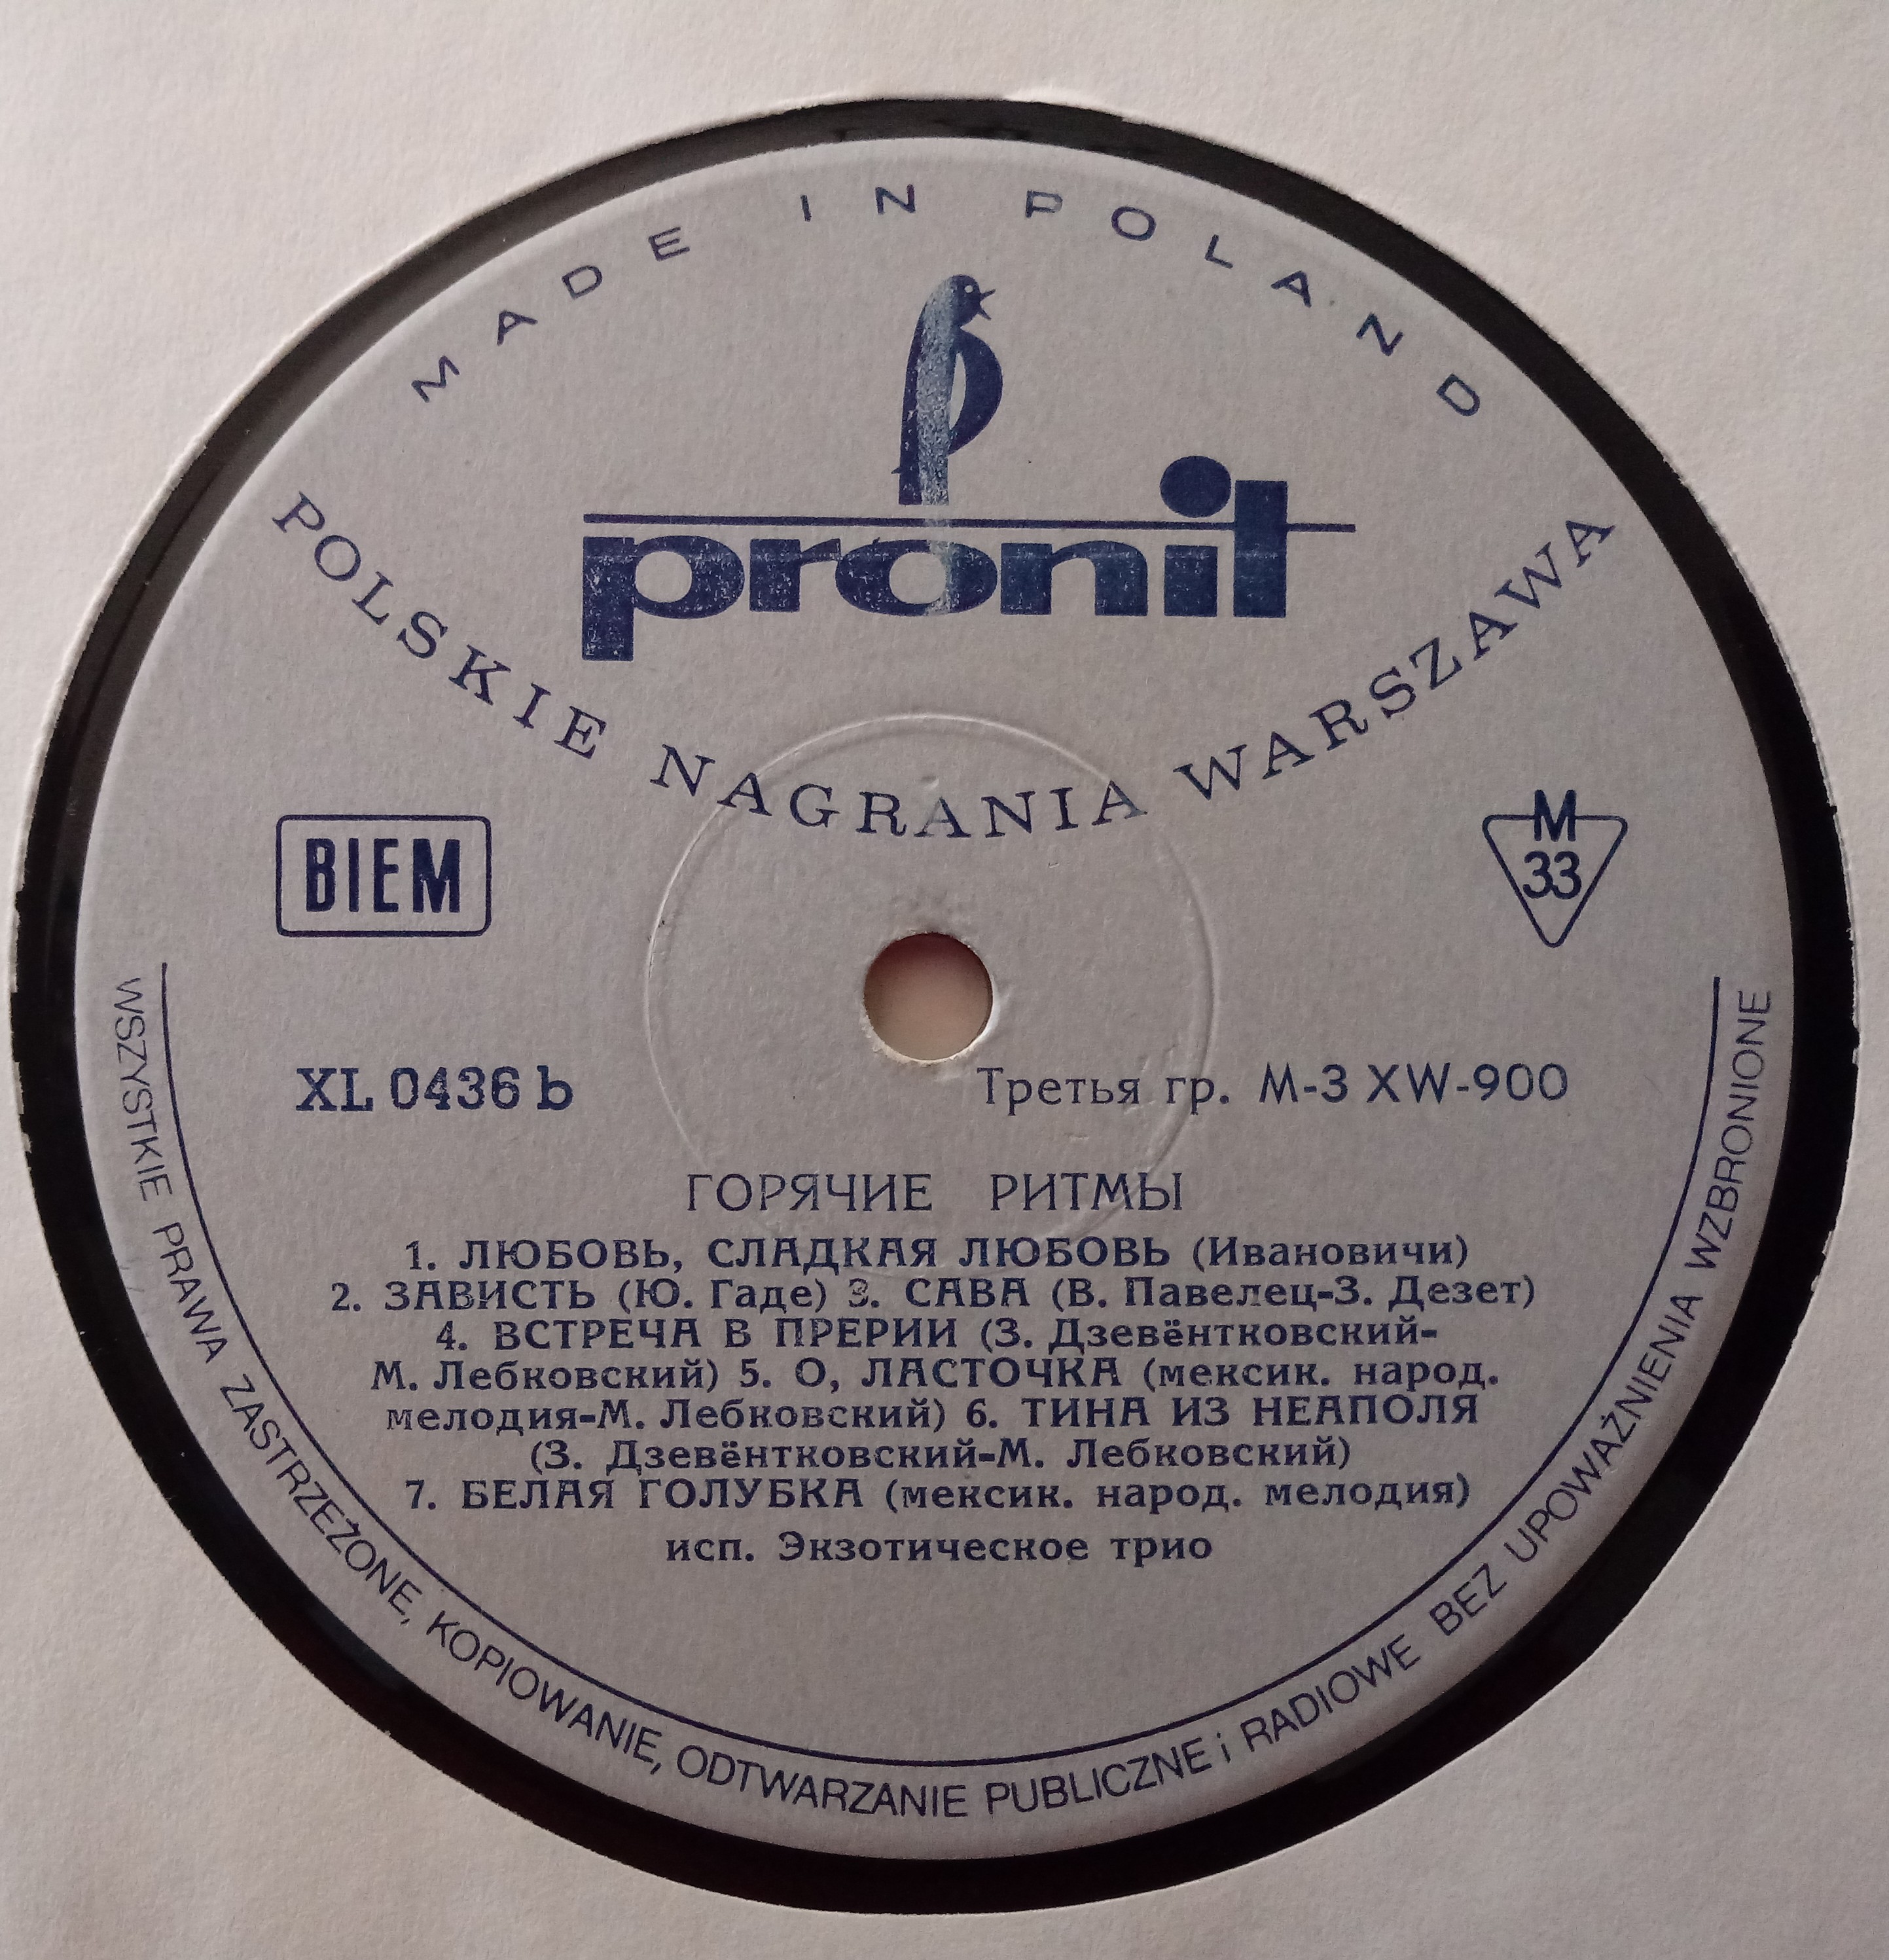 MADE IN POLAND
pronit
POLSKIE NAGRANIA WARSZAWA
BIEM
M
33
XL 0436 b
Третья гр. М-3 XW-900
ГОРЯЧИЕ РИТМЫ
1. ЛЮБОВЬ, СЛАДКАЯ ЛЮБОВЬ (Ивановичи)
2. ЗАВИСТЬ (Ю. Гаде) 3. САВА (В. Павелец-З. Дезет)
4. ВСТРЕЧА В ПРЕРИИ (З. Дзевёнтковский-
М. Лебковский) 5. О, ЛАСТОЧКА (мексик. народ.
мелодия-М. Лебковский) 6. ТИНА ИЗ НЕАПОЛЯ
(З. Дзевёнтковский-М. Лебковский)
7. БЕЛАЯ ГОЛУБКА (мексик. народ. мелодия)
исп. Экзотическое трио
WSZYSTKIE PRAWA ZASTRZEŻONE, KOPIOWANIE, ODTWARZANIE PUBLICZNE i RADIOWE BEZ UPOWAŻNIENIA WZBRONIONE